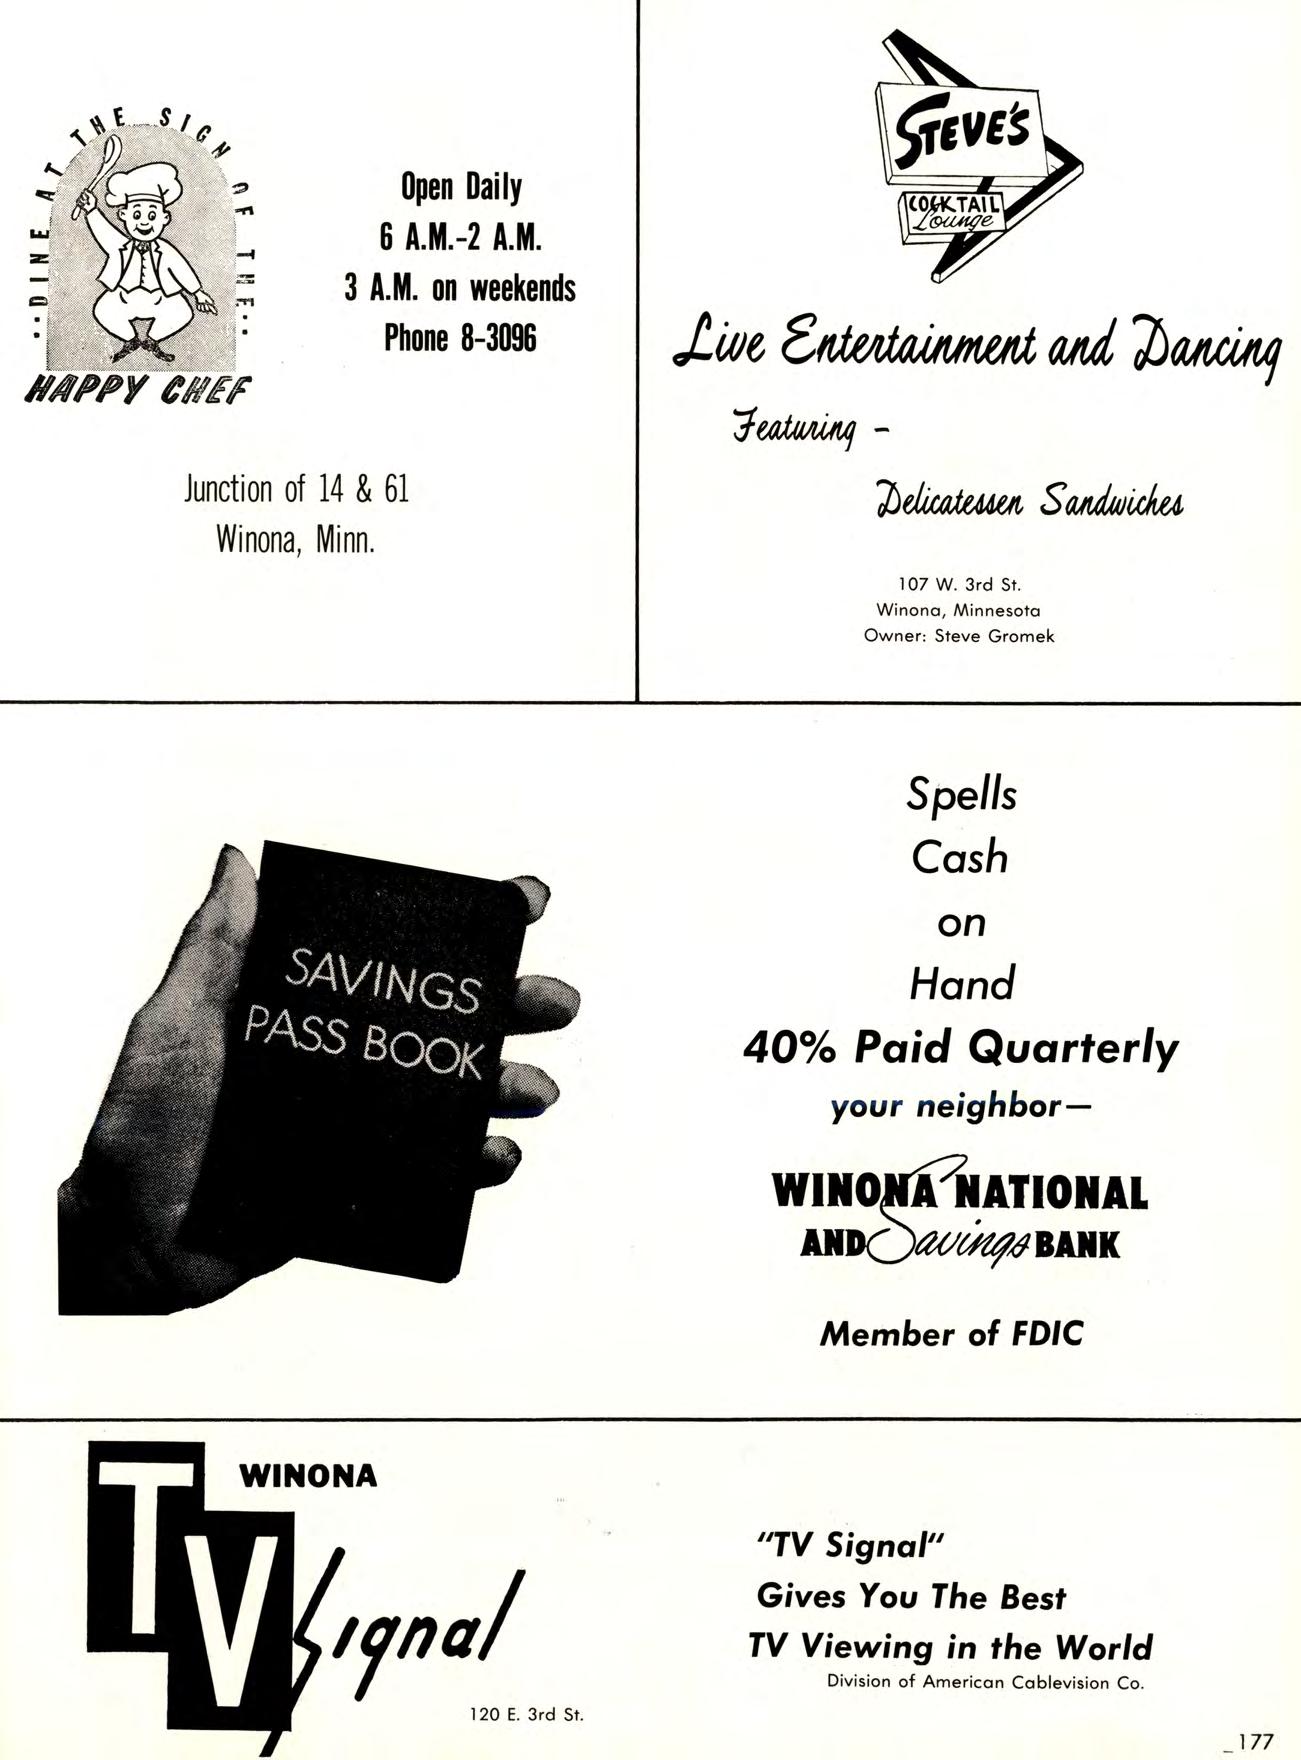 ..DINE AT THE SIGN OF THE..
HAPPY CHEF
Open Daily
6 A.M.-2 A.M.
3 A.M. on weekends
Phone 8-3096
Junction of 14 & 61
Winona, Minn.
STEVE'S
COCKTAIL
Lounge
Live Entertainment and Dancing
Featuring -
Delicatessen Sandwiches
107 W. 3rd St.
Winona, Minnesota
Owner: Steve Gromek
SAVINGS
PASS BOOK
Spells
Cash
on
Hand
40% Paid Quarterly
your neighbor—
WINONA NATIONAL
AND Savings BANK
Member of FDIC
WINONA
TV Signal
120 E. 3rd St.
"TV Signal"
Gives You The Best
TV Viewing in the World
Division of American Cablevision Co.
177